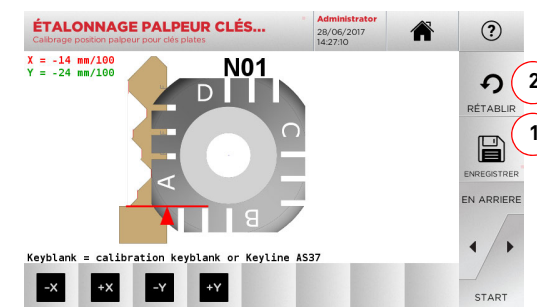 ÉTALONNAGE PALPEUR CLÉS...
Calibrage position palpeur pour clés plates
Administrator
28/06/2017
14:27:10
?
X = -14 mm/100
Y = -24 mm/100
N01
D
C
A
B
2
RÉTABLIR
1
ENREGISTRER
EN ARRIERE
Keyblank = calibration keyblank or Keyline AS37
-X +X -Y +Y
START